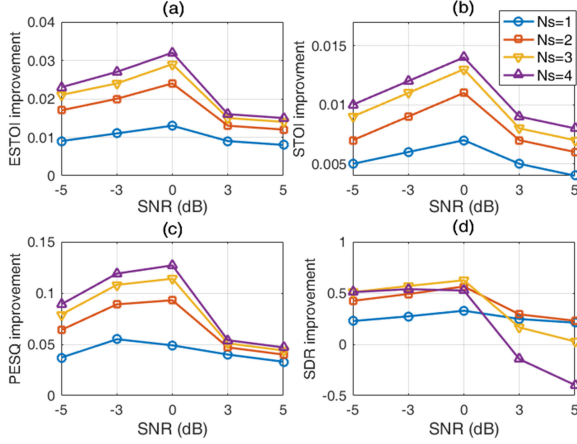 (a)
ESTOI improvement
0.04
0.03
0.02
0.01
0
-5 -3 0 3 5
SNR (dB)
(b)
STOI improvement
0.015
0.01
0.005
-5 -3 0 3 5
SNR (dB)
Ns=1
Ns=2
Ns=3
Ns=4
(c)
PESQ improvement
0.15
0.1
0.05
0
-5 -3 0 3 5
SNR (dB)
(d)
SDR improvement
1
0.5
0
-0.5
-5 -3 0 3 5
SNR (dB)